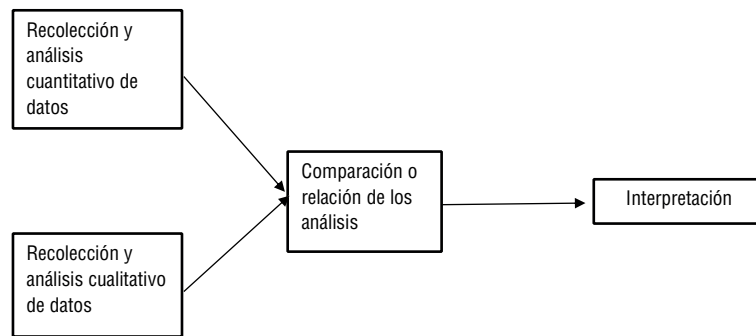 Recolección y
análisis
cuantitativo de
datos
Comparación o
relación de los
análisis
Interpretación
Recolección y
análisis cualitativo
de datos